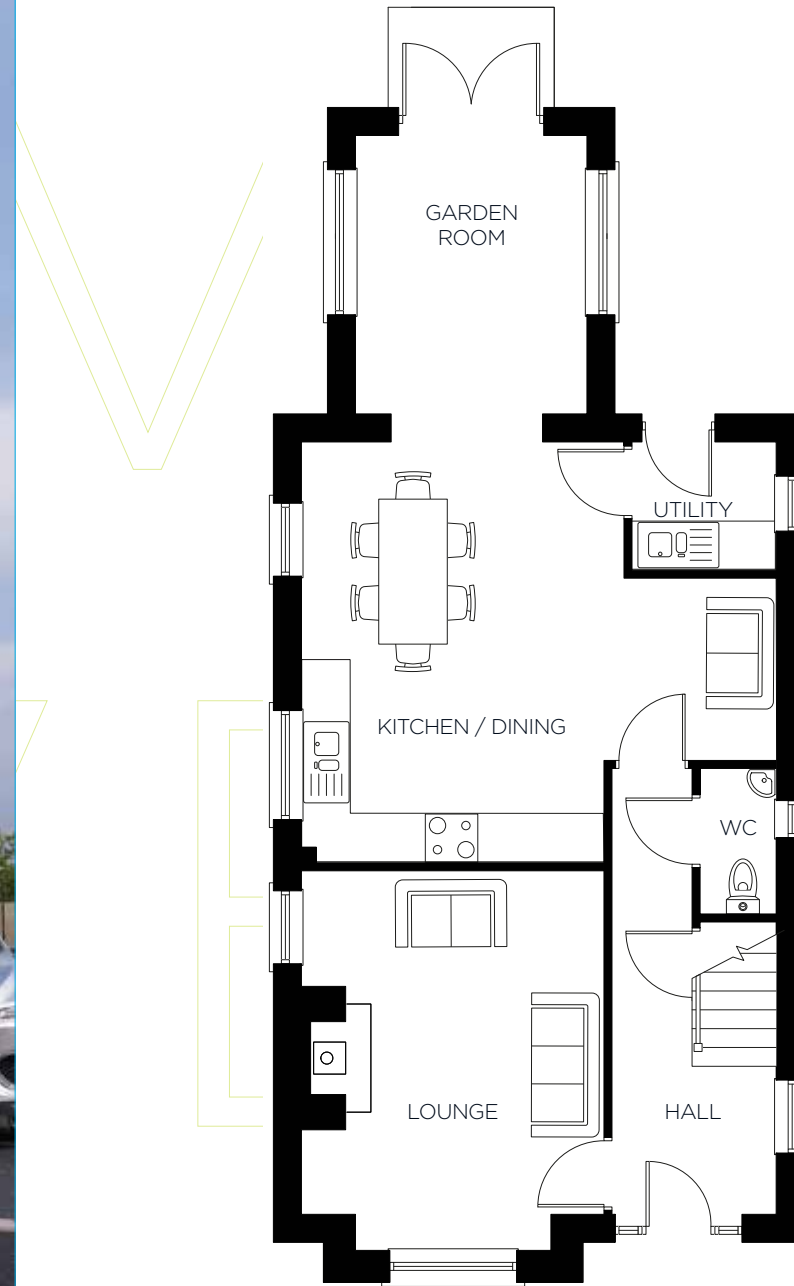 GARDEN
ROOM
UTILITY
KITCHEN / DINING
WC
LOUNGE
HALL